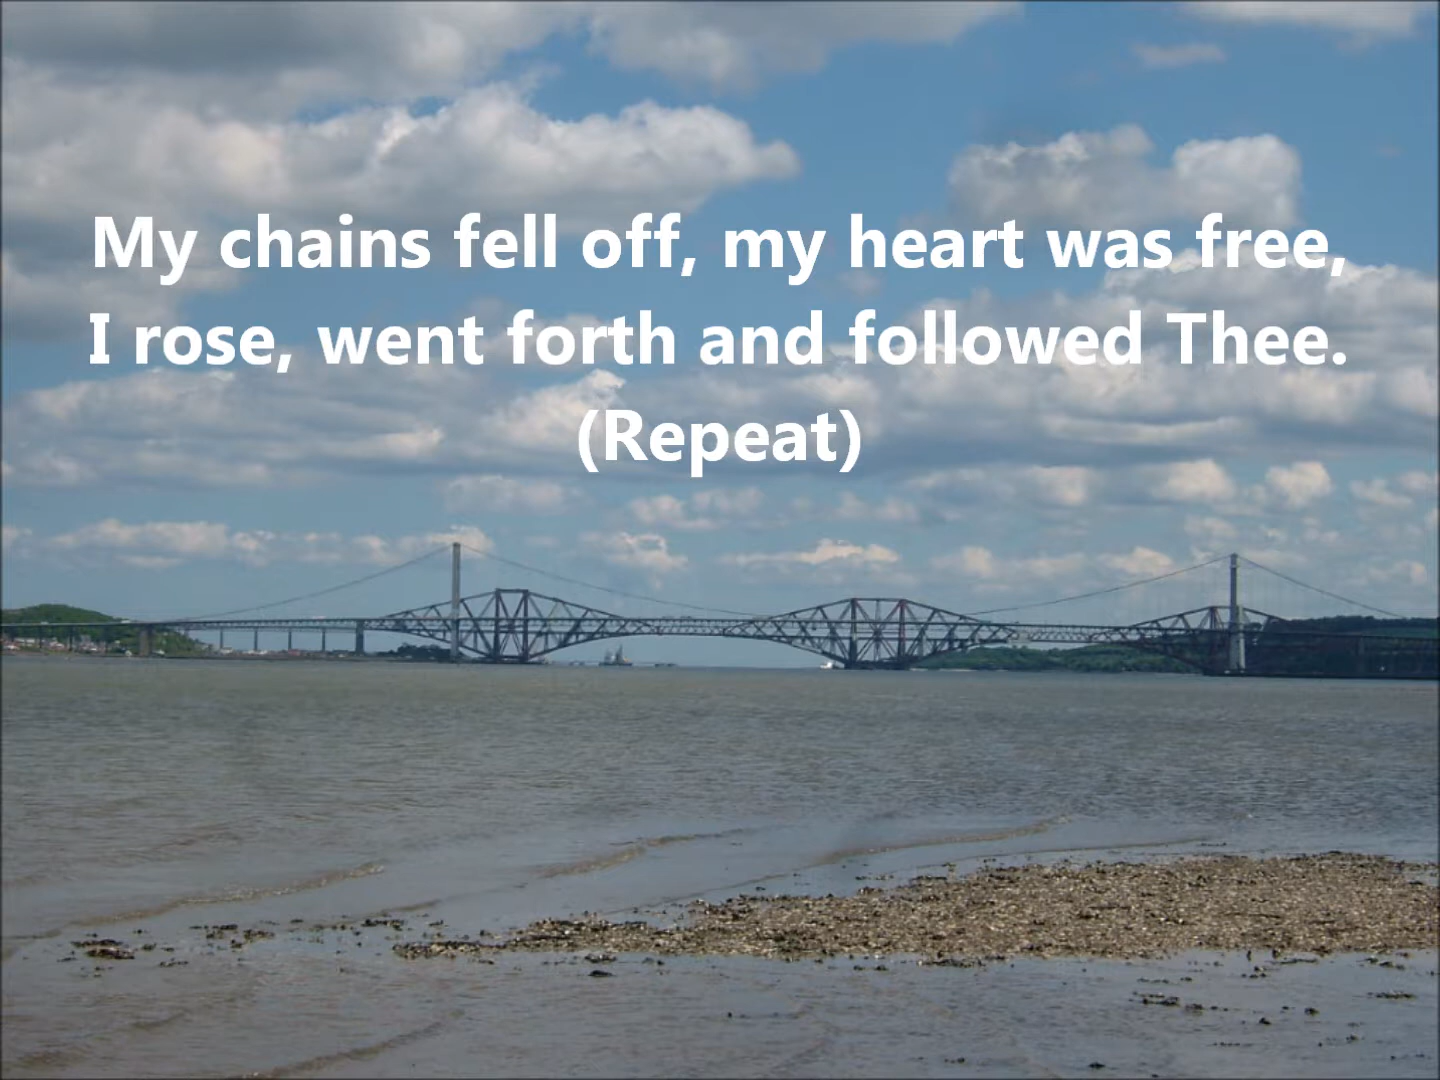 My chains fell off, my heart was free,
I rose, went forth and followed Thee.
(Repeat)